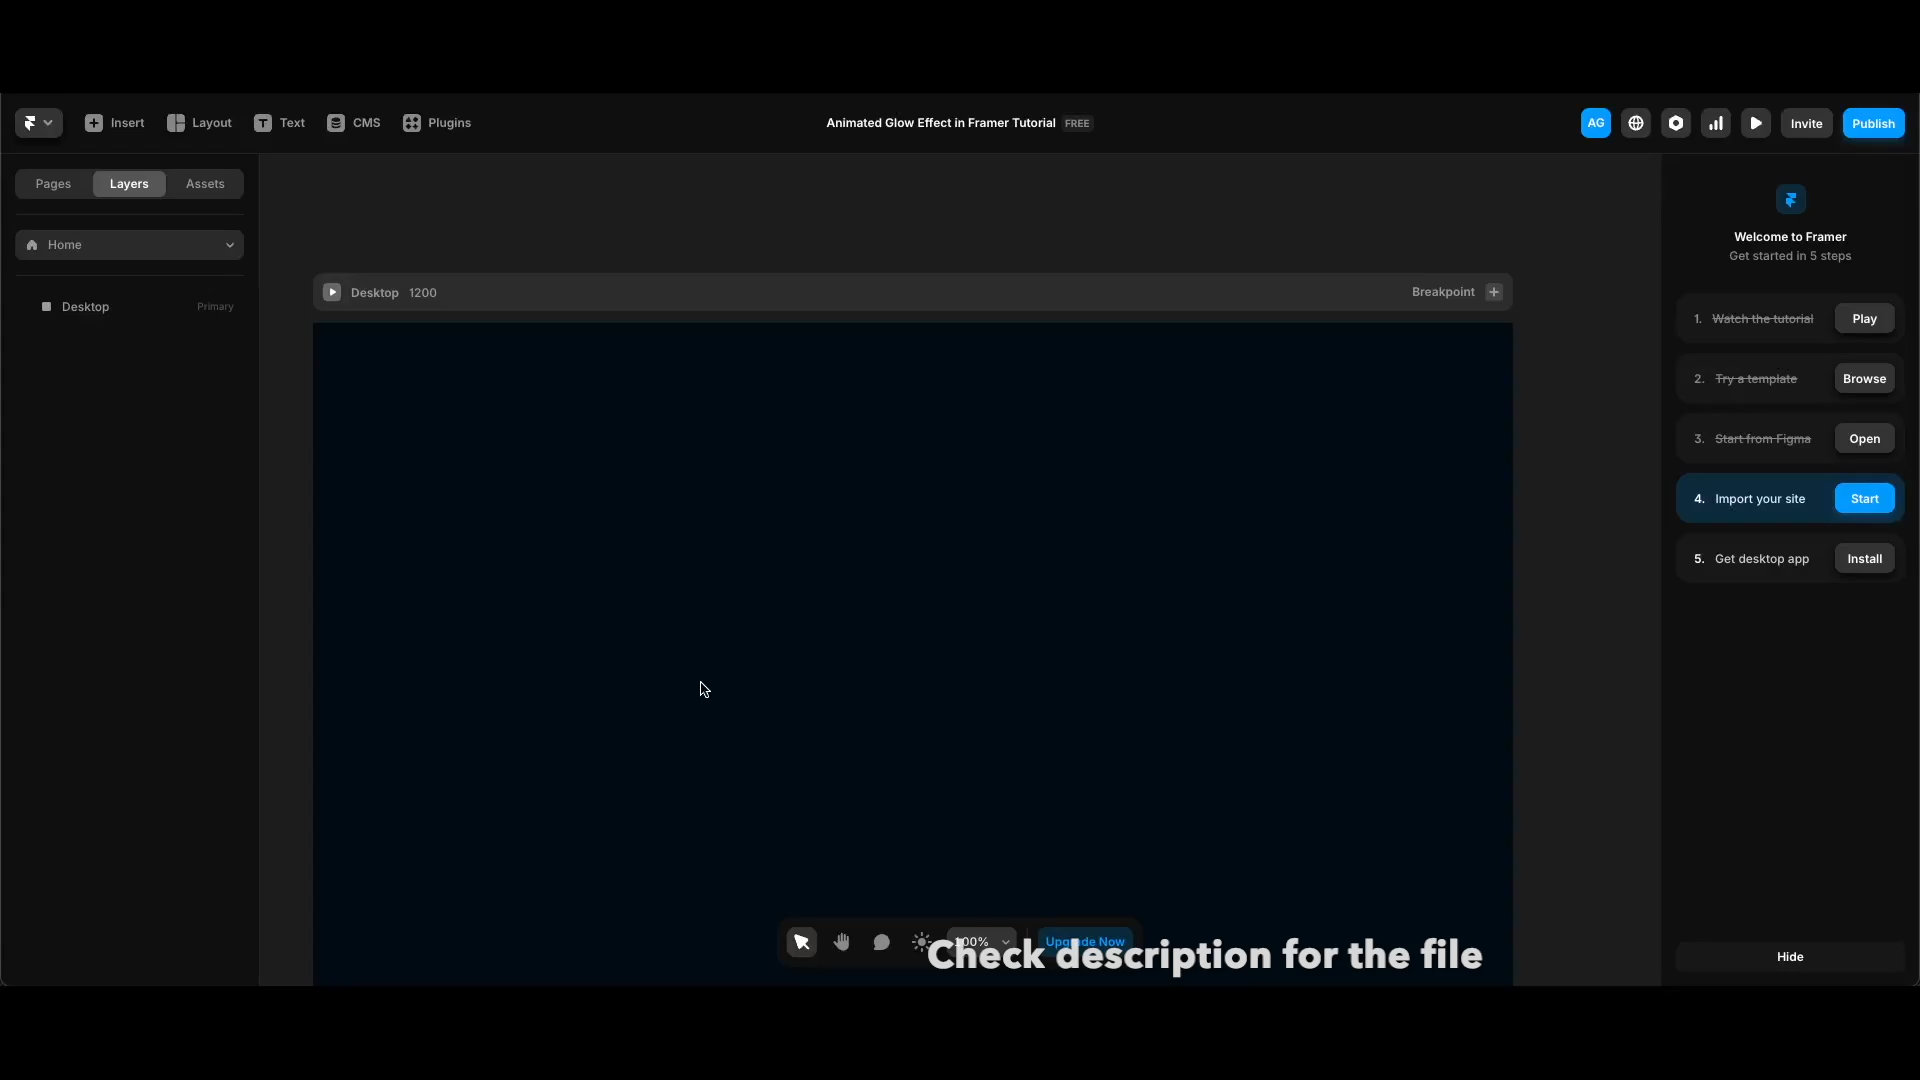 Insert
Layout
Text
CMS
Plugins
Animated Glow Effect in Framer Tutorial FREE
AG
Invite
Publish
Pages
Layers
Assets
Home
Desktop
Primary
Desktop 1200
Breakpoint
Welcome to Framer
Get started in 5 steps
1. Watch the tutorial
Play
2. Try a template
Browse
3. Start from Figma
Open
4. Import your site
Start
5. Get desktop app
Install
100%
Upgrade Now
Check description for the file
Hide